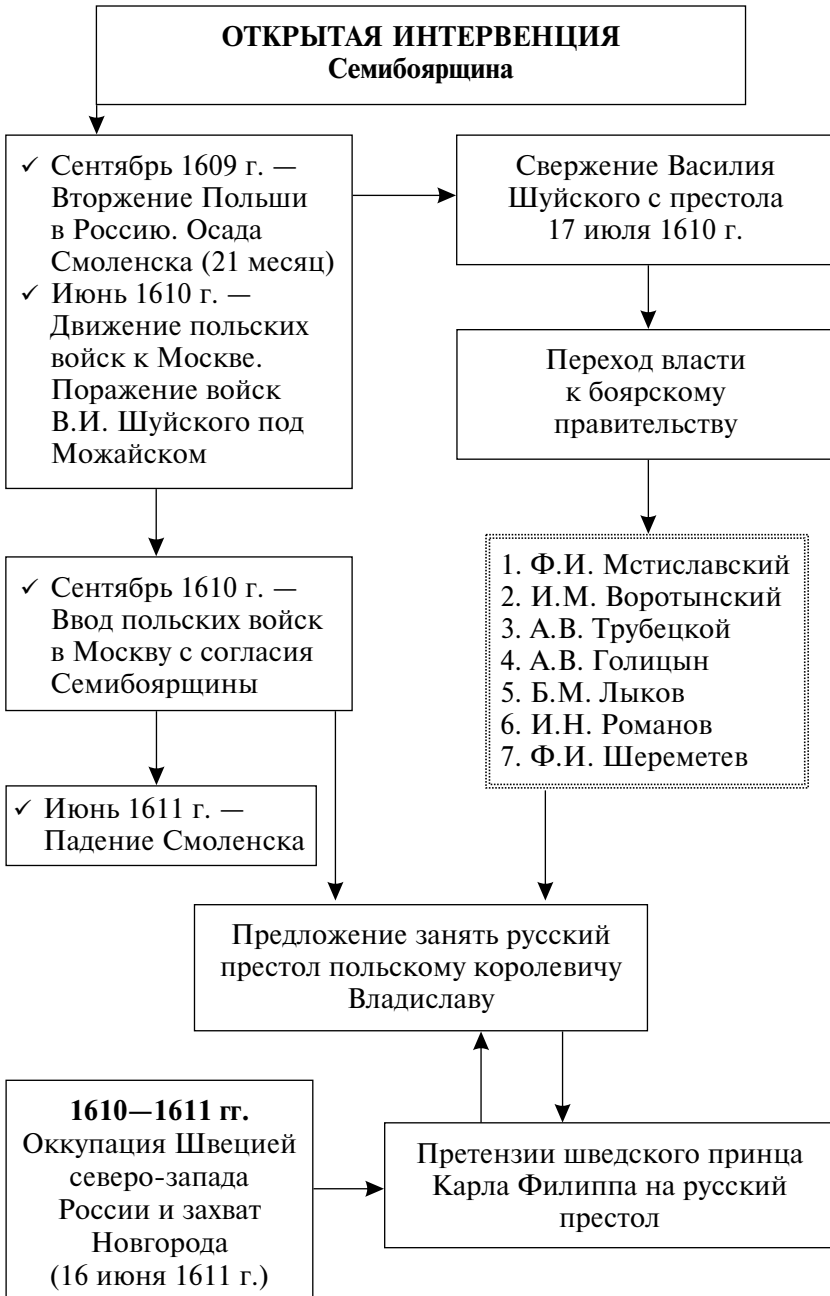 ОТКРЫТАЯ ИНТЕРВЕНЦИЯ
Семибоярщина
✓ Сентябрь 1609 г. —
Вторжение Польши
в Россию. Осада
Смоленска (21 месяц)
✓ Июнь 1610 г. —
Движение польских
войск к Москве.
Поражение войск
В.И. Шуйского под
Можайском
Свержение Василия
Шуйского с престола
17 июля 1610 г.
Переход власти
к боярскому
правительству
✓ Сентябрь 1610 г. —
Ввод польских войск
в Москву с согласия
Семибоярщины
1. Ф.И. Мстиславский
2. И.М. Воротынский
3. А.В. Трубецкой
4. А.В. Голицын
5. Б.М. Лыков
6. И.Н. Романов
7. Ф.И. Шереметев
✓ Июнь 1611 г. —
Падение Смоленска
Предложение занять русский
престол польскому королевичу
Владиславу
1610—1611 гг.
Оккупация Швецией
северо-запада
России и захват
Новгорода
(16 июня 1611 г.)
Претензии шведского принца
Карла Филиппа на русский
престол